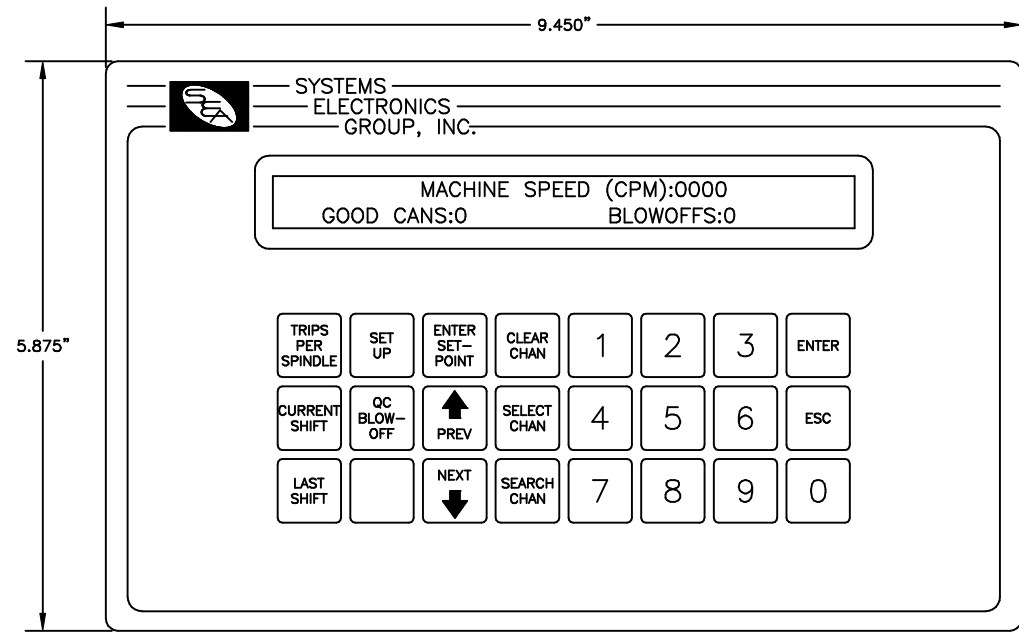 9.450"
SYSTEMS
ELECTRONICS
GROUP, INC.
MACHINE SPEED (CPM):0000
GOOD CANS:0 BLOWOFFS:0
5.875"
TRIPS
PER
SPINDLE
SET
UP
ENTER
SET-
POINT
CLEAR
CHAN
1
2
3
ENTER
CURRENT
SHIFT
QC
BLOW-
OFF
PREV
SELECT
CHAN
4
5
6
ESC
LAST
SHIFT
NEXT
SEARCH
CHAN
7
8
9
0